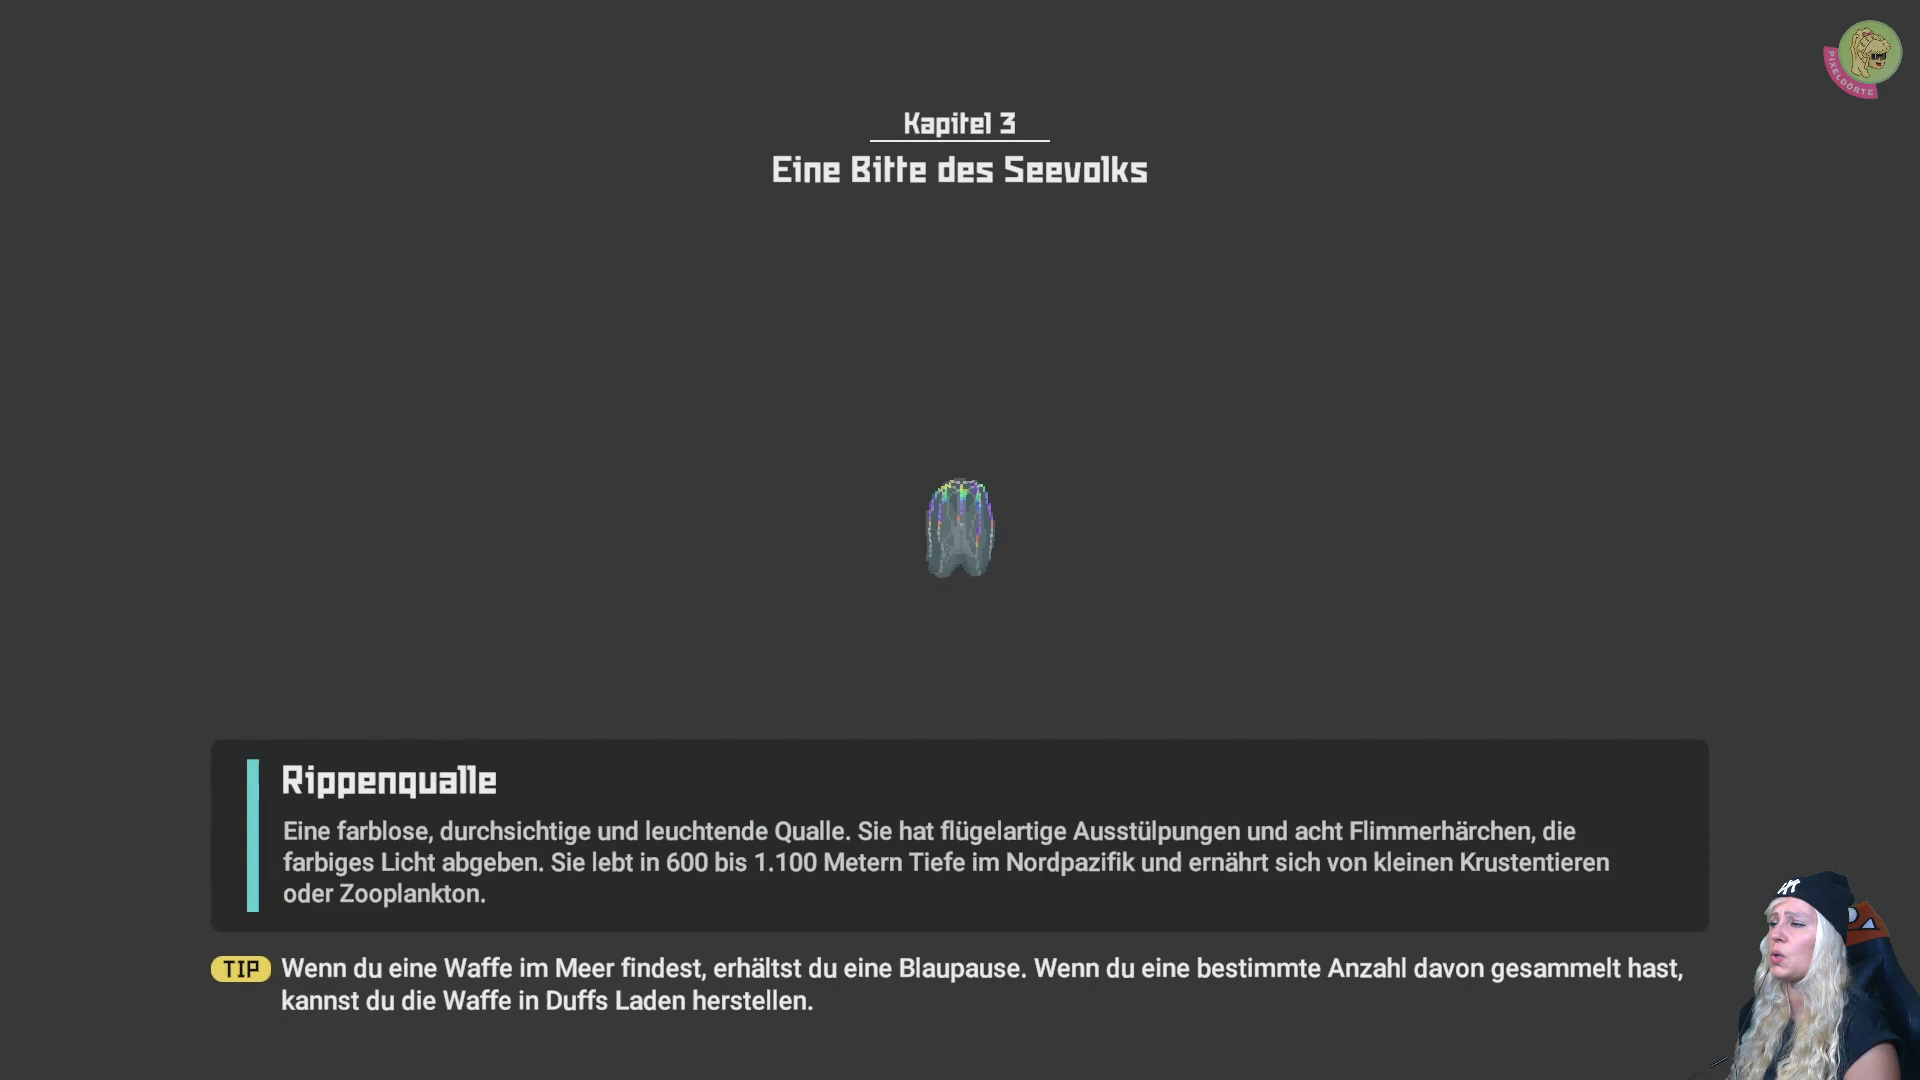 PIXELDÖRTE
Kapitel 3
Eine Bitte des Seevolks
Rippenqualle
Eine farblose, durchsichtige und leuchtende Qualle. Sie hat flügelartige Ausstülpungen und acht Flimmerhärchen, die
farbiges Licht abgeben. Sie lebt in 600 bis 1.100 Metern Tiefe im Nordpazifik und ernährt sich von kleinen Krustentieren
oder Zooplankton.
TIP Wenn du eine Waffe im Meer findest, erhältst du eine Blaupause. Wenn du eine bestimmte Anzahl davon gesammelt hast,
kannst du die Waffe in Duffs Laden herstellen.